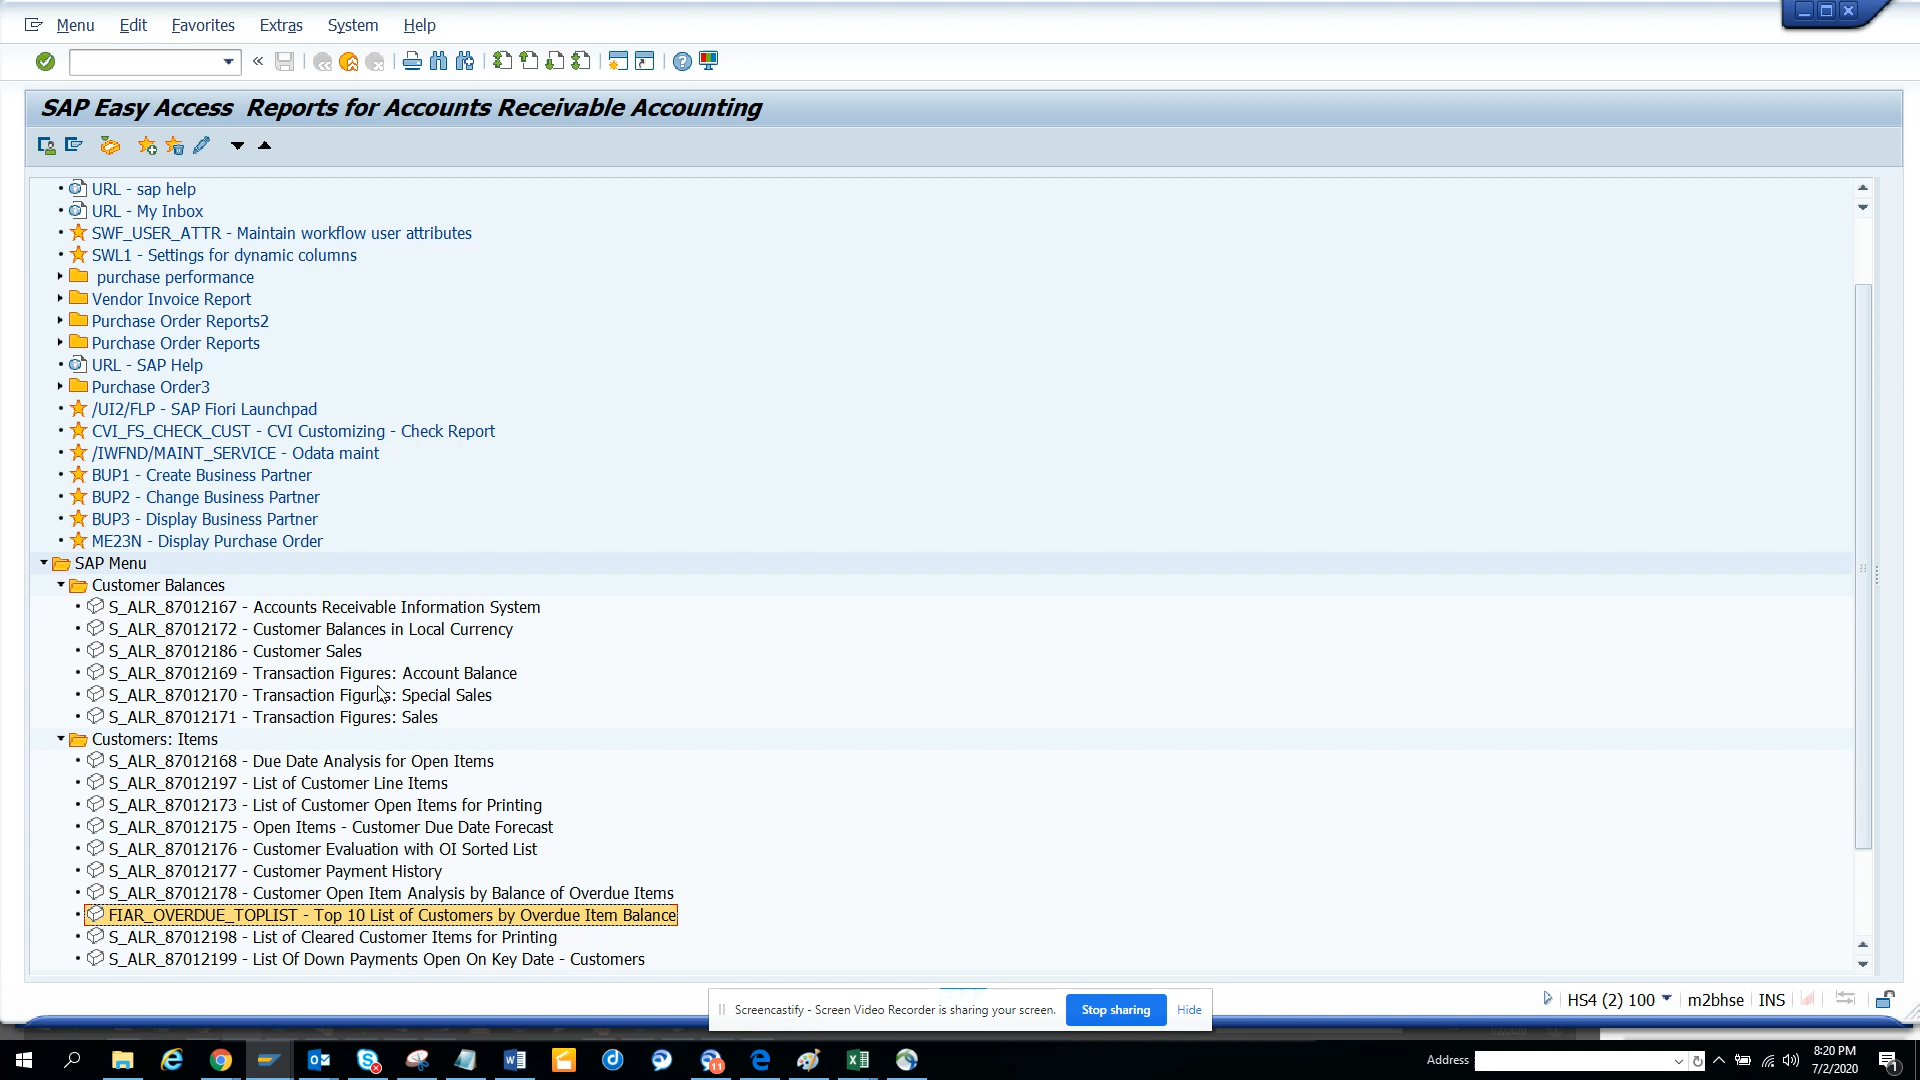 Menu Edit Favorites Extras System Help
SAP Easy Access Reports for Accounts Receivable Accounting
URL - sap help
URL - My Inbox
SWF_USER_ATTR - Maintain workflow user attributes
SWL1 - Settings for dynamic columns
purchase performance
Vendor Invoice Report
Purchase Order Reports2
Purchase Order Reports
URL - SAP Help
Purchase Order3
/UI2/FLP - SAP Fiori Launchpad
CVI_FS_CHECK_CUST - CVI Customizing - Check Report
/IWFND/MAINT_SERVICE - Odata maint
BUP1 - Create Business Partner
BUP2 - Change Business Partner
BUP3 - Display Business Partner
ME23N - Display Purchase Order
SAP Menu
Customer Balances
S_ALR_87012167 - Accounts Receivable Information System
S_ALR_87012172 - Customer Balances in Local Currency
S_ALR_87012186 - Customer Sales
S_ALR_87012169 - Transaction Figures: Account Balance
S_ALR_87012170 - Transaction Figures: Special Sales
S_ALR_87012171 - Transaction Figures: Sales
Customers: Items
S_ALR_87012168 - Due Date Analysis for Open Items
S_ALR_87012197 - List of Customer Line Items
S_ALR_87012173 - List of Customer Open Items for Printing
S_ALR_87012175 - Open Items - Customer Due Date Forecast
S_ALR_87012176 - Customer Evaluation with OI Sorted List
S_ALR_87012177 - Customer Payment History
S_ALR_87012178 - Customer Open Item Analysis by Balance of Overdue Items
FIAR_OVERDUE_TOPLIST - Top 10 List of Customers by Overdue Item Balance
S_ALR_87012198 - List of Cleared Customer Items for Printing
S_ALR_87012199 - List Of Down Payments Open On Key Date - Customers
HS4 (2) 100 m2bhse INS
Screencastify - Screen Video Recorder is sharing your screen. Stop sharing Hide
Address
8:20 PM
7/2/2020
11
1